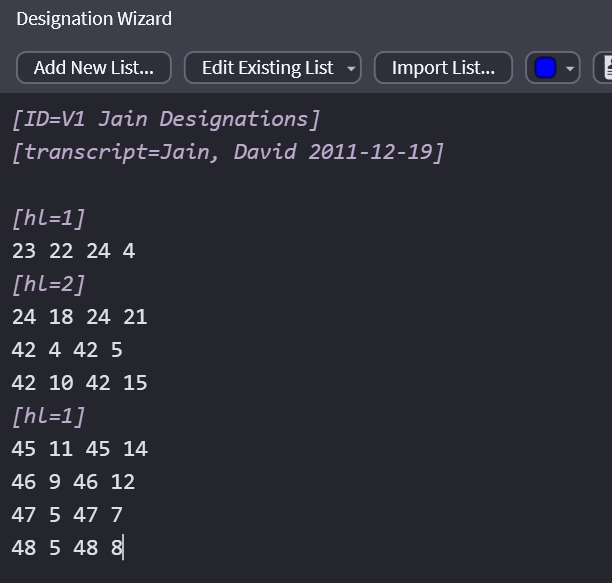 Designation Wizard
Add New List... Edit Existing List Import List...
[ID=V1 Jain Designations]
[transcript=Jain, David 2011-12-19]
[hl=1]
23 22 24 4
[hl=2]
24 18 24 21
42 4 42 5
42 10 42 15
[hl=1]
45 11 45 14
46 9 46 12
47 5 47 7
48 5 48 8